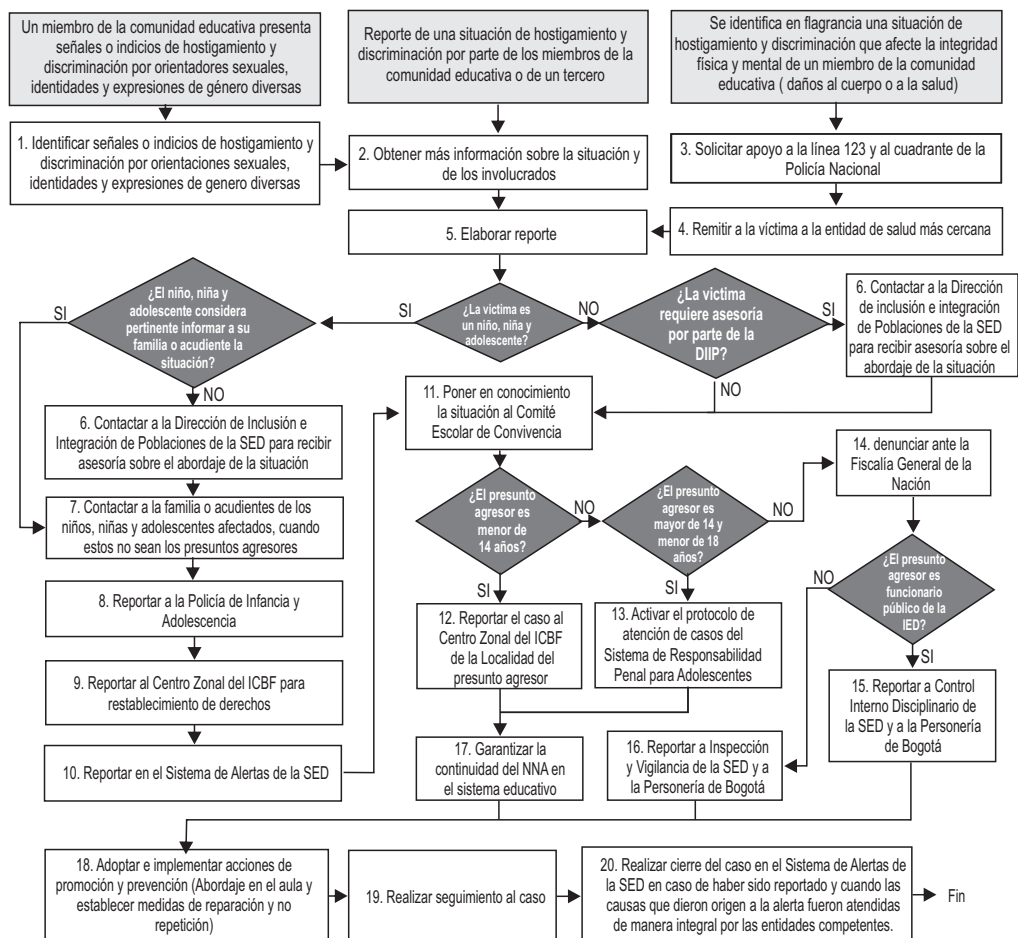 Un miembro de la comunidad educativa presenta
señales o indicios de hostigamiento y
discriminación por orientadores sexuales,
identidades y expresiones de género diversas
Reporte de una situación de hostigamiento y
discriminación por parte de los miembros de la
comunidad educativa o de un tercero
Se identifica en flagrancia una situación de
hostigamiento y discriminación que afecte la integridad
física y mental de un miembro de la comunidad
educativa ( daños al cuerpo o a la salud)
1. Identificar señales o indicios de hostigamiento y
discriminación por orientaciones sexuales,
identidades y expresiones de genero diversas
2. Obtener más información sobre la situación y
de los involucrados
3. Solicitar apoyo a la línea 123 y al cuadrante de la
Policía Nacional
5. Elaborar reporte
4. Remitir a la víctima a la entidad de salud más cercana
SI
¿El niño, niña y
adolescente considera
pertinente informar a su
familia o acudiente la
situación?
SI
¿La victima es
un niño, niña y
adolescente?
NO
¿La victima
requiere asesoría
por parte de la
DIIP?
SI
6. Contactar a la Dirección
de inclusión e integración
de Poblaciones de la SED
para recibir asesoría sobre el
abordaje de la situación
NO
NO
6. Contactar a la Dirección de Inclusión e
Integración de Poblaciones de la SED para recibir
asesoría sobre el abordaje de la situación
11. Poner en conocimiento
la situación al Comité
Escolar de Convivencia
7. Contactar a la familia o acudientes de los
niños, niñas y adolescentes afectados, cuando
estos no sean los presuntos agresores
¿El presunto
agresor es
menor de
14 años?
NO
¿El presunto
agresor es
mayor de 14 y
menor de 18
años?
NO
14. denunciar ante la
Fiscalía General de la
Nación
8. Reportar a la Policía de Infancia y
Adolescencia
SI
SI
NO
¿El presunto
agresor es
funcionario
público de la
IED?
SI
9. Reportar al Centro Zonal del ICBF para
restablecimiento de derechos
12. Reportar el caso al
Centro Zonal del ICBF
de la Localidad del
presunto agresor
13. Activar el protocolo de
atención de casos del
Sistema de Responsabilidad
Penal para Adolescentes
15. Reportar a Control
Interno Disciplinario de
la SED y a la Personería
de Bogotá
10. Reportar en el Sistema de Alertas de la SED
17. Garantizar la
continuidad del NNA en
el sistema educativo
16. Reportar a Inspección
y Vigilancia de la SED y a
la Personería de Bogotá
18. Adoptar e implementar acciones de
promoción y prevención (Abordaje en el aula y
establecer medidas de reparación y no
repetición)
19. Realizar seguimiento al caso
20. Realizar cierre del caso en el Sistema de Alertas de
la SED en caso de haber sido reportado y cuando las
causas que dieron origen a la alerta fueron atendidas
de manera integral por las entidades competentes.
Fin